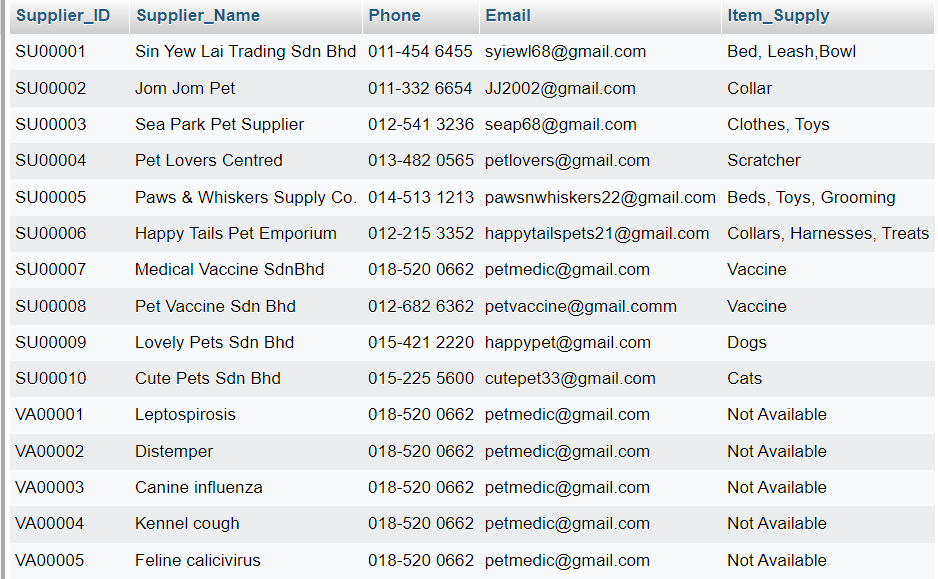 Supplier_ID Supplier_Name Phone Email Item_Supply
SU00001 Sin Yew Lai Trading Sdn Bhd 011-454 6455 syiewl68@gmail.com Bed, Leash,Bowl
SU00002 Jom Jom Pet 011-332 6654 JJ2002@gmail.com Collar
SU00003 Sea Park Pet Supplier 012-541 3236 seap68@gmail.com Clothes, Toys
SU00004 Pet Lovers Centred 013-482 0565 petlovers@gmail.com Scratcher
SU00005 Paws & Whiskers Supply Co. 014-513 1213 pawsnwhiskers22@gmail.com Beds, Toys, Grooming
SU00006 Happy Tails Pet Emporium 012-215 3352 happytailspets21@gmail.com Collars, Harnesses, Treats
SU00007 Medical Vaccine SdnBhd 018-520 0662 petmedic@gmail.com Vaccine
SU00008 Pet Vaccine Sdn Bhd 012-682 6362 petvaccine@gmail.comm Vaccine
SU00009 Lovely Pets Sdn Bhd 015-421 2220 happypet@gmail.com Dogs
SU00010 Cute Pets Sdn Bhd 015-225 5600 cutepet33@gmail.com Cats
VA00001 Leptospirosis 018-520 0662 petmedic@gmail.com Not Available
VA00002 Distemper 018-520 0662 petmedic@gmail.com Not Available
VA00003 Canine influenza 018-520 0662 petmedic@gmail.com Not Available
VA00004 Kennel cough 018-520 0662 petmedic@gmail.com Not Available
VA00005 Feline calicivirus 018-520 0662 petmedic@gmail.com Not Available